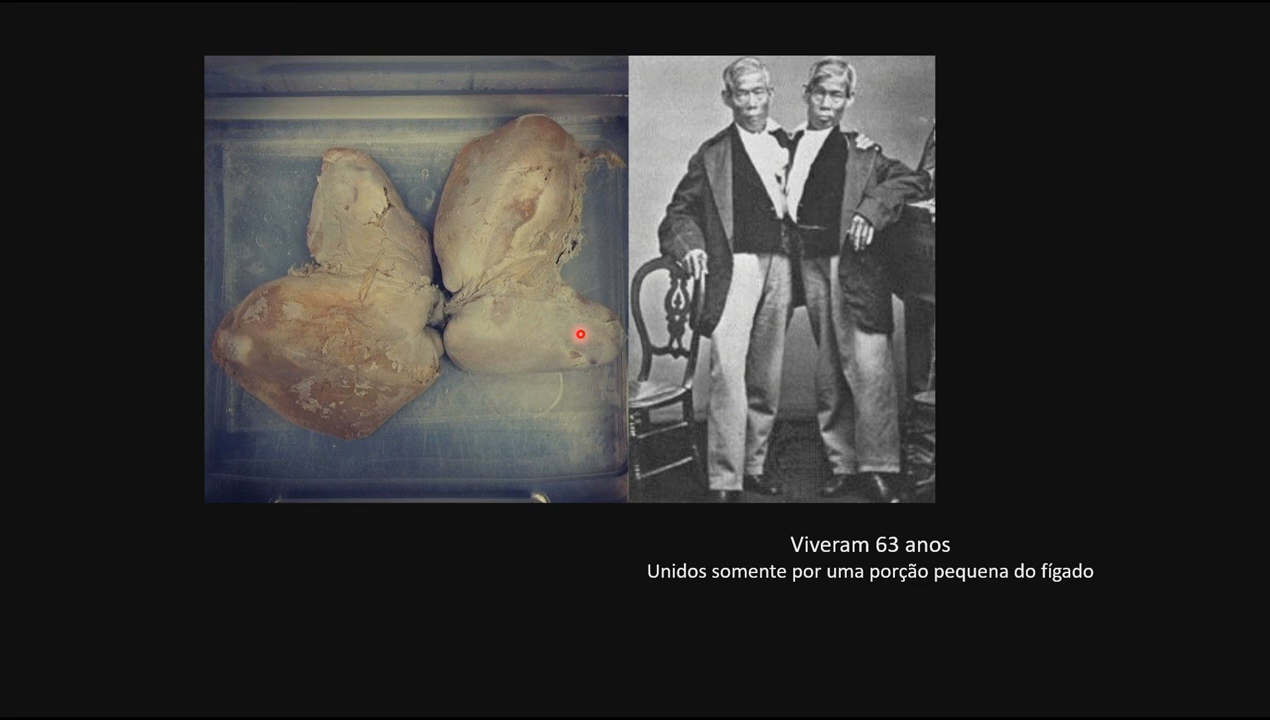 Viveram 63 anos
Unidos somente por uma porção pequena do fígado